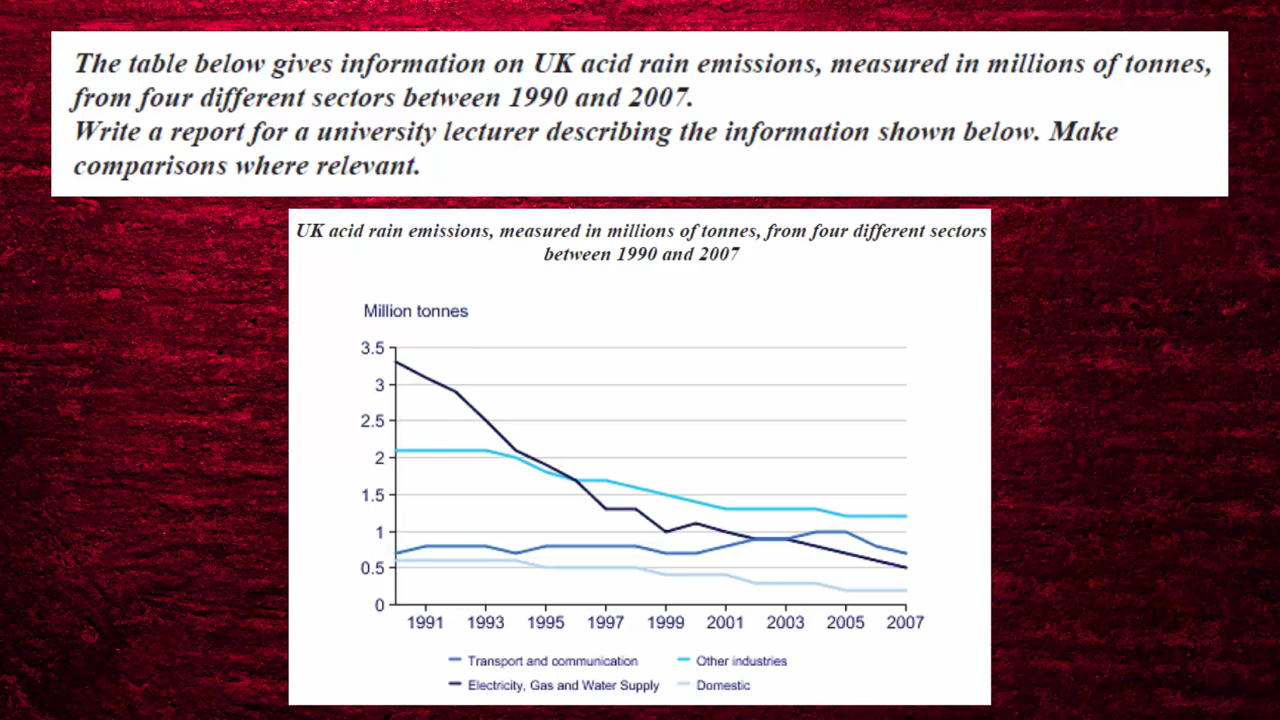 The table below gives information on UK acid rain emissions, measured in millions of tonnes,
from four different sectors between 1990 and 2007.
Write a report for a university lecturer describing the information shown below. Make
comparisons where relevant.
UK acid rain emissions, measured in millions of tonnes, from four different sectors
between 1990 and 2007
Million tonnes
3.5
3
2.5
2
1.5
1
0.5
0
1991 1993 1995 1997 1999 2001 2003 2005 2007
Transport and communication Other industries
Electricity, Gas and Water Supply Domestic